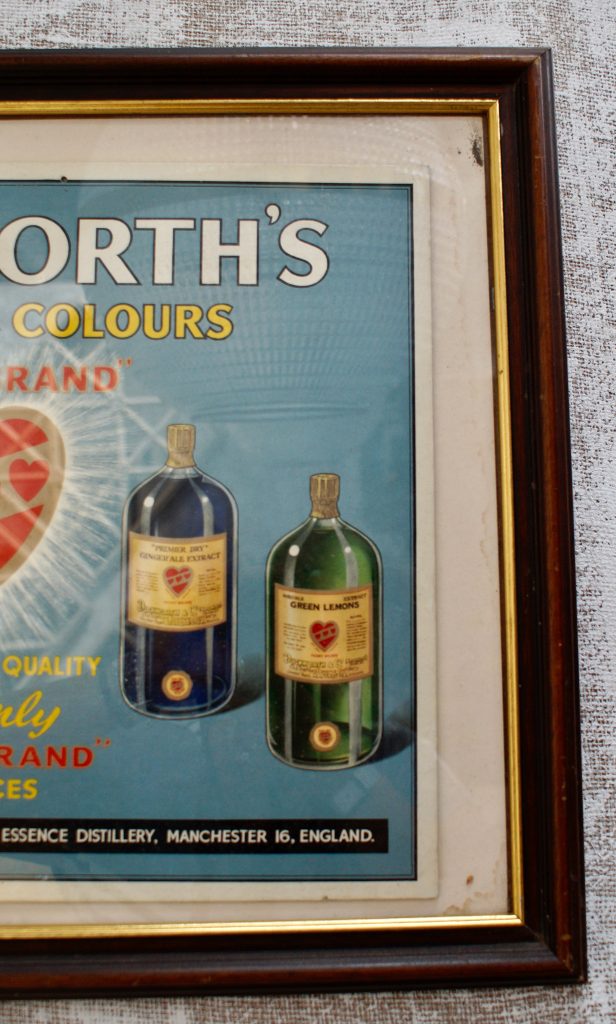 ORTH'S
COLOURS
RAND"
"PREMIER DRY"
GINGER ALE EXTRACT
EXTRACT
GREEN LEMONS
QUALITY
nly
RAND"
CES
ESSENCE DISTILLERY, MANCHESTER 16, ENGLAND.